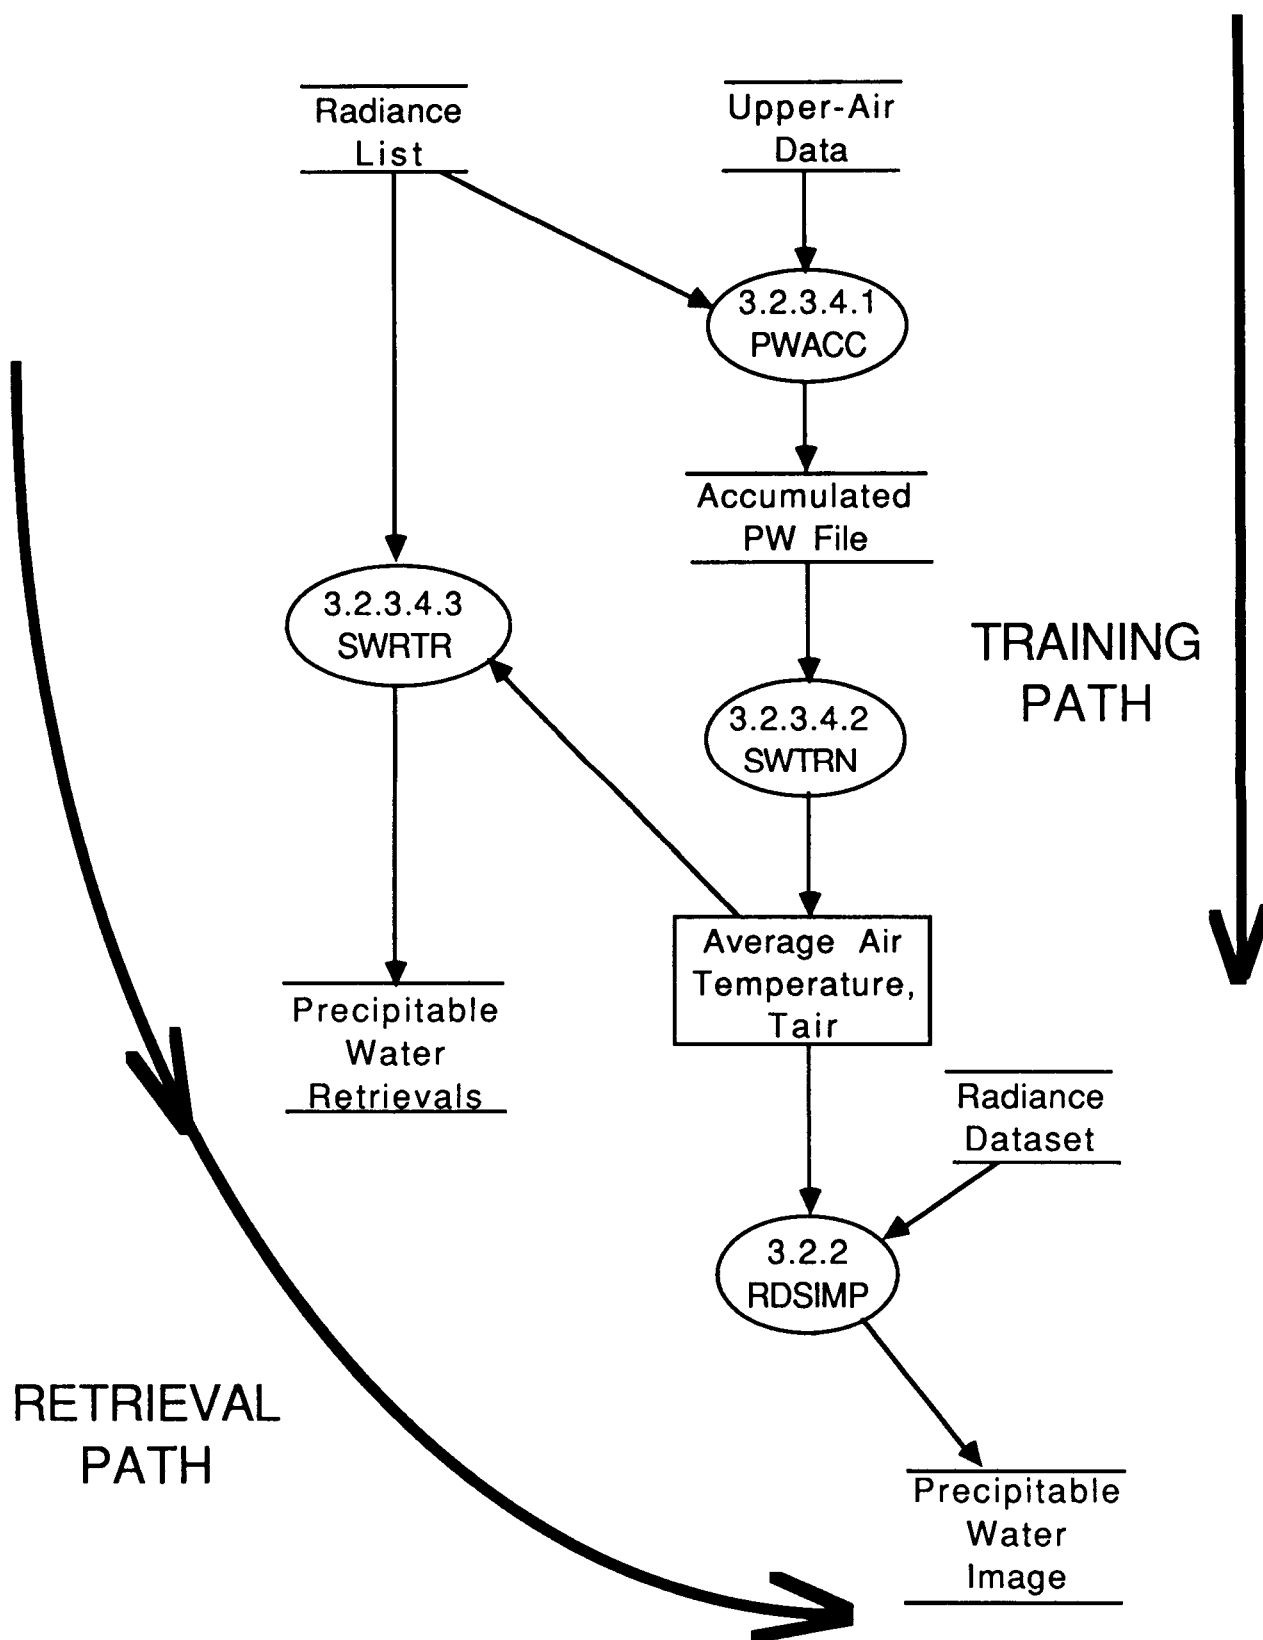 Radiance
List
Upper-Air
Data
3.2.3.4.1
PWACC
Accumulated
PW File
3.2.3.4.3
SWRTR
TRAINING
PATH
3.2.3.4.2
SWTRN
Average Air
Temperature,
Tair
Precipitable
Water
Retrievals
Radiance
Dataset
3.2.2
RDSIMP
RETRIEVAL
PATH
Precipitable
Water
Image